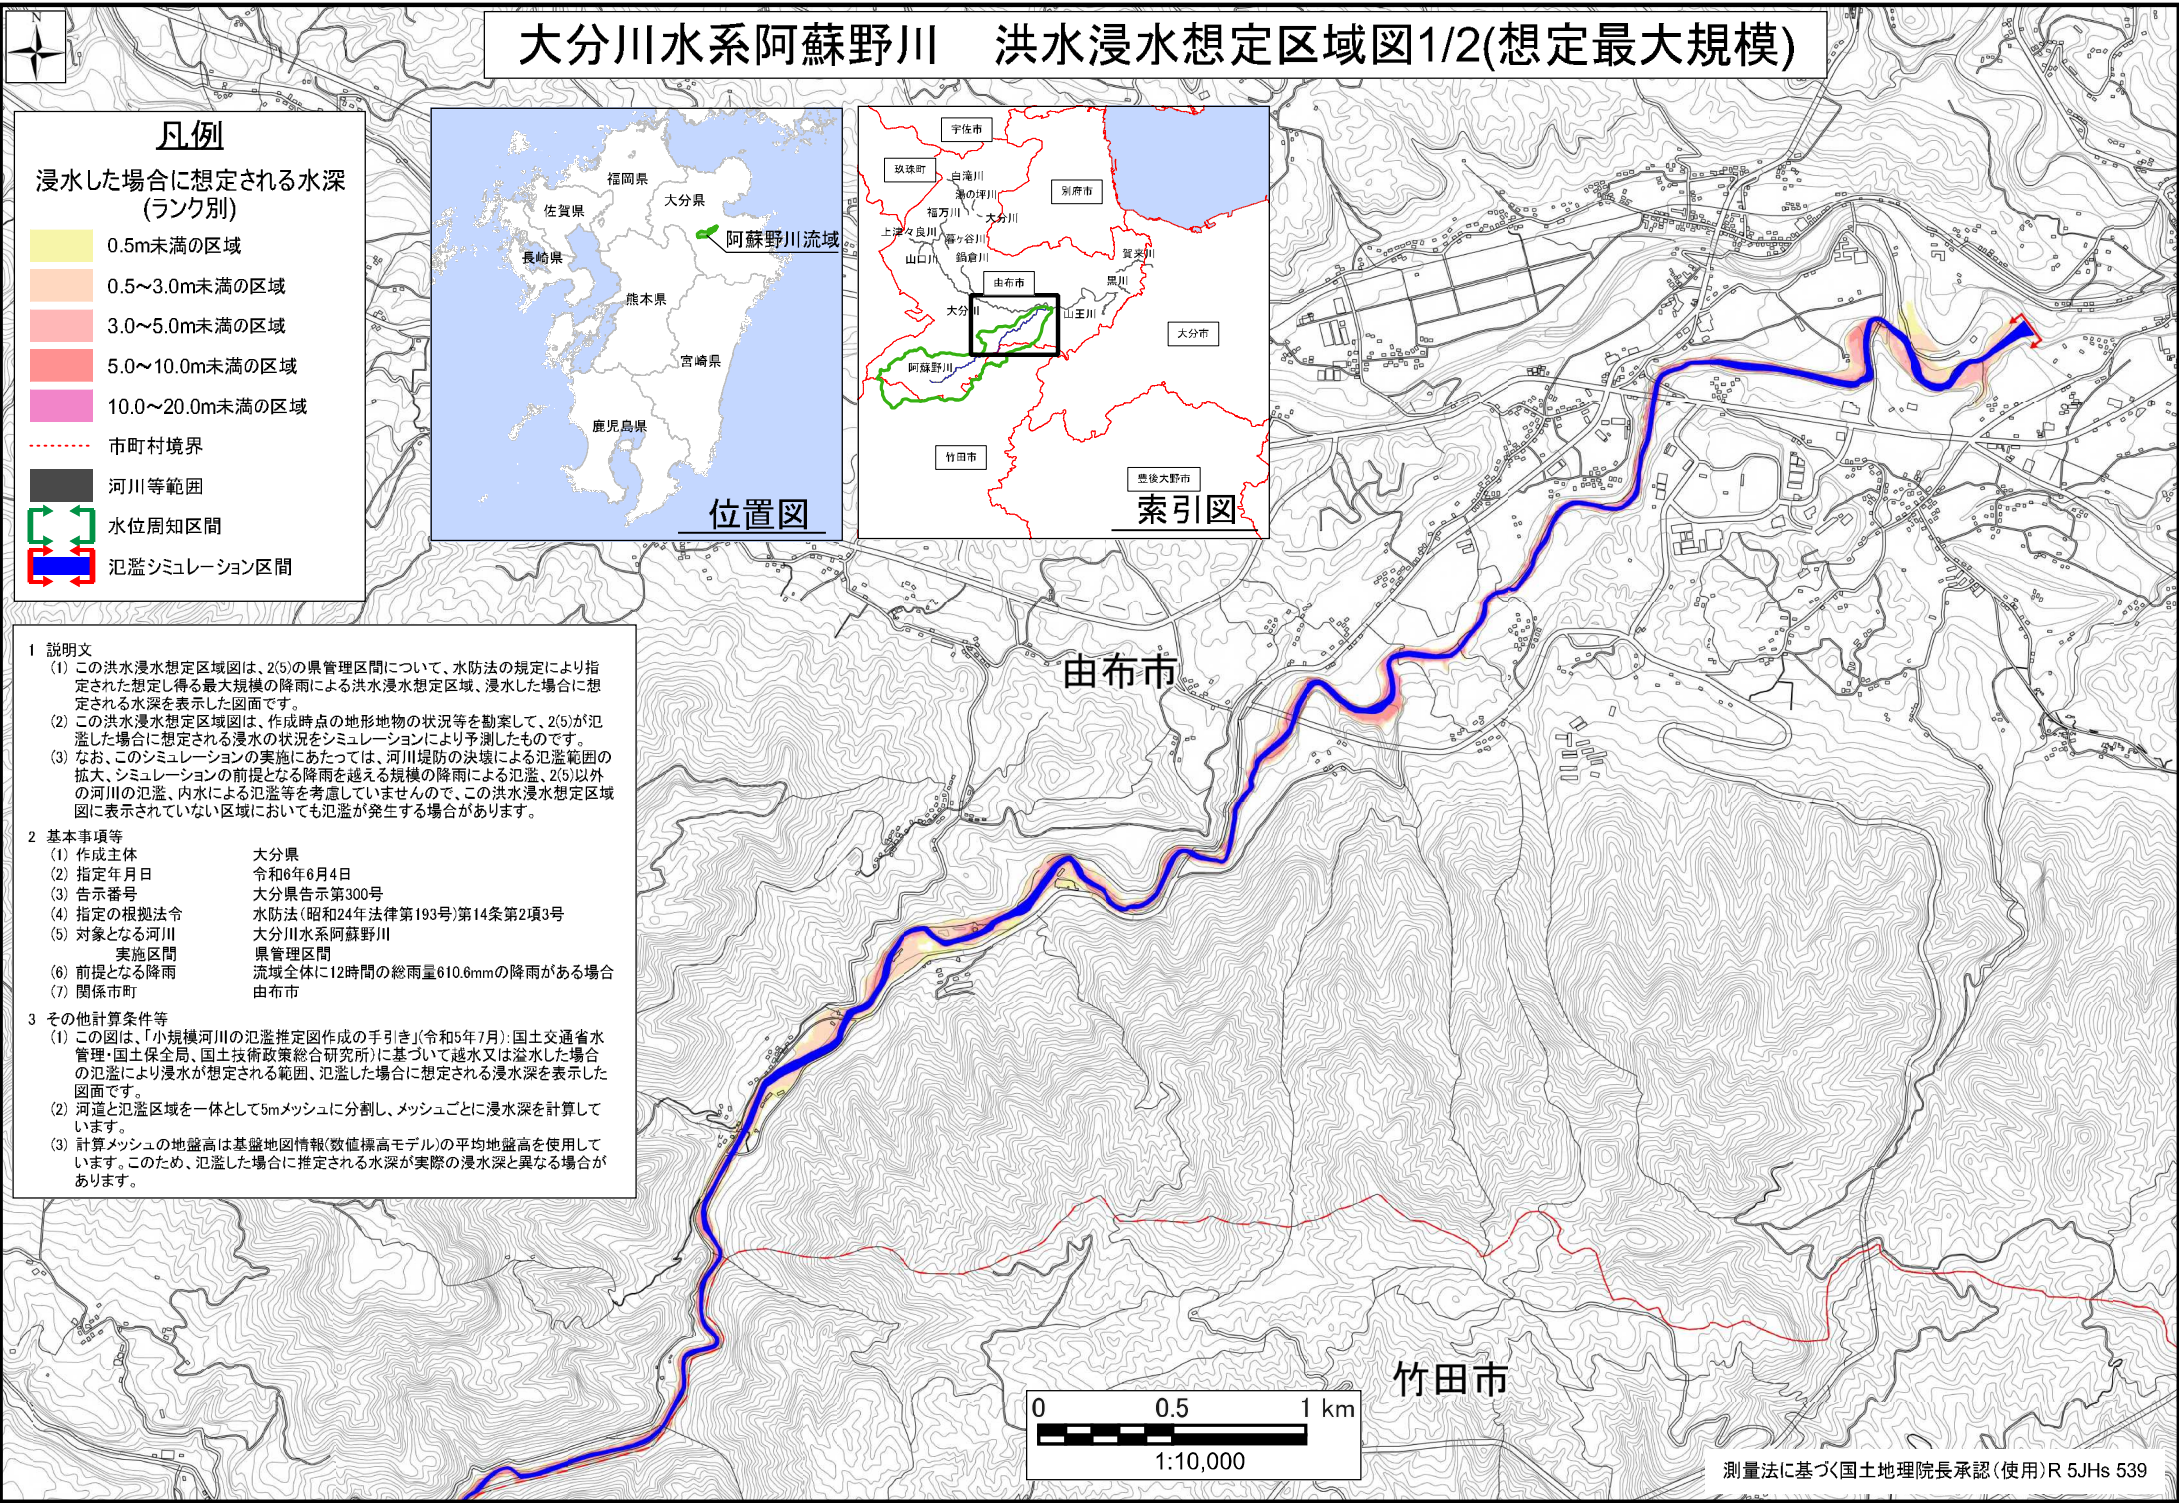 大分川水系阿蘇野川　洪水浸水想定区域図1/2(想定最大規模)
N
凡例
浸水した場合に想定される水深
(ランク別)
0.5m未満の区域
0.5～3.0m未満の区域
3.0～5.0m未満の区域
5.0～10.0m未満の区域
10.0～20.0m未満の区域
市町村境界
河川等範囲
水位周知区間
氾濫シミュレーション区間
福岡県
佐賀県
大分県
長崎県
阿蘇野川流域
熊本県
宮崎県
鹿児島県
位置図
宇佐市
玖珠町
白滝川
湯の坪川
別府市
福万川
大分川
上津々良川
暮ヶ谷川
山口川
鍋倉川
賀来川
由布市
黒川
大分川
山王川
大分市
阿蘇野川
竹田市
豊後大野市
索引図
1 説明文
(1) この洪水浸水想定区域図は、2(5)の県管理区間について、水防法の規定により指
定された想定し得る最大規模の降雨による洪水浸水想定区域、浸水した場合に想
定される水深を表示した図面です。
(2) この洪水浸水想定区域図は、作成時点の地形地物の状況等を勘案して、2(5)が氾
濫した場合に想定される浸水の状況をシミュレーションにより予測したものです。
(3) なお、このシミュレーションの実施にあたっては、河川堤防の決壊による氾濫範囲の
拡大、シミュレーションの前提となる降雨を越える規模の降雨による氾濫、2(5)以外
の河川の氾濫、内水による氾濫等を考慮していませんので、この洪水浸水想定区域
図に表示されていない区域においても氾濫が発生する場合があります。
2 基本事項等
(1) 作成主体 大分県
(2) 指定年月日 令和6年6月4日
(3) 告示番号 大分県告示第300号
(4) 指定の根拠法令 水防法(昭和24年法律第193号)第14条第2項3号
(5) 対象となる河川 大分川水系阿蘇野川
実施区間 県管理区間
(6) 前提となる降雨 流域全体に12時間の総雨量610.6mmの降雨がある場合
(7) 関係市町 由布市
3 その他計算条件等
(1) この図は、「小規模河川の氾濫推定図作成の手引き」(令和5年7月):国土交通省水
管理・国土保全局、国土技術政策総合研究所)に基づいて越水又は溢水した場合
の氾濫により浸水が想定される範囲、氾濫した場合に想定される浸水深を表示した
図面です。
(2) 河道と氾濫区域を一体として5mメッシュに分割し、メッシュごとに浸水深を計算して
います。
(3) 計算メッシュの地盤高は基盤地図情報(数値標高モデル)の平均地盤高を使用して
います。このため、氾濫した場合に推定される水深が実際の浸水深と異なる場合が
あります。
由布市
竹田市
0 0.5 1 km
1:10,000
測量法に基づく国土地理院長承認(使用)R 5JHs 539